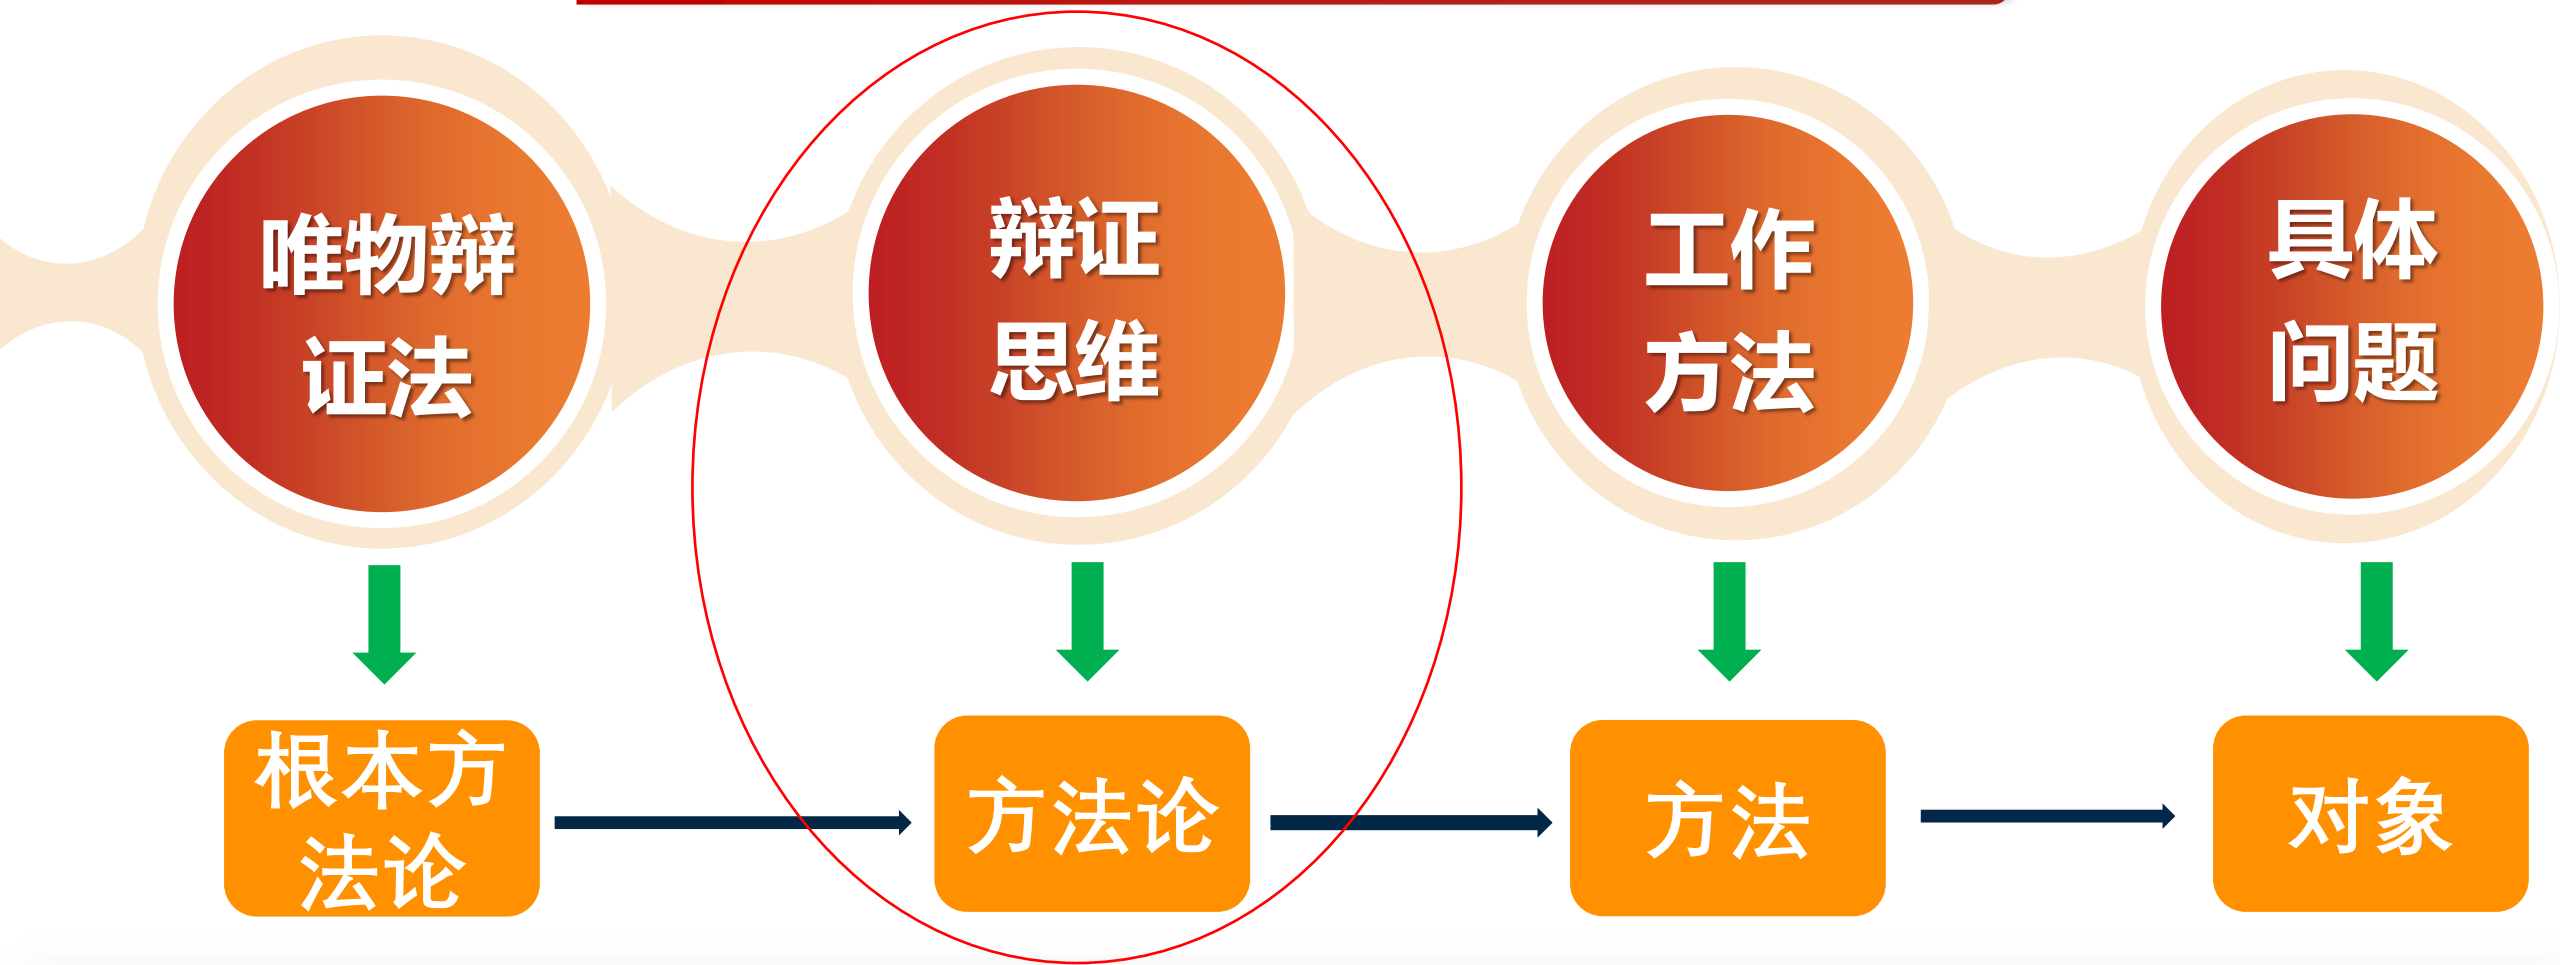 唯物辩
证法
辩证
思维
工作
方法
具体
问题
根本方
法论
方法论
方法
对象